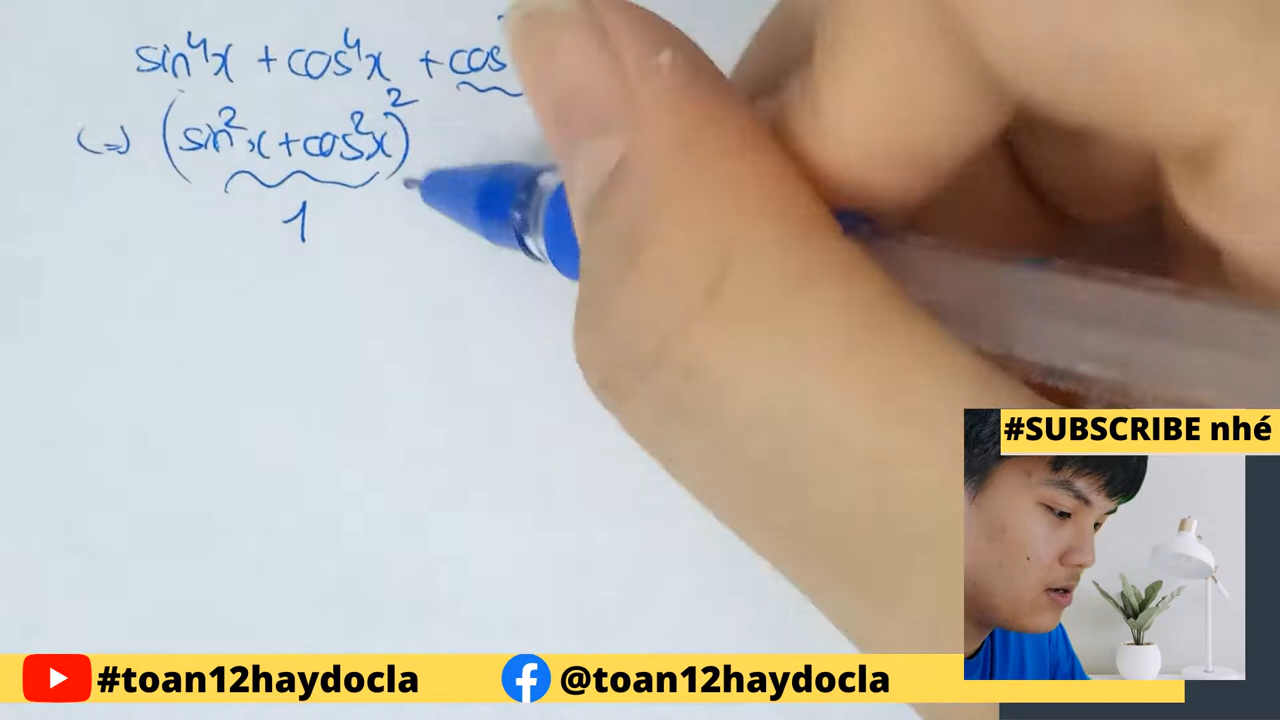 sin⁴x + cos⁴x + cos
(=) (sin²x + cos²x)²
1
#SUBSCRIBE nhé
#toan12haydocla
@toan12haydocla